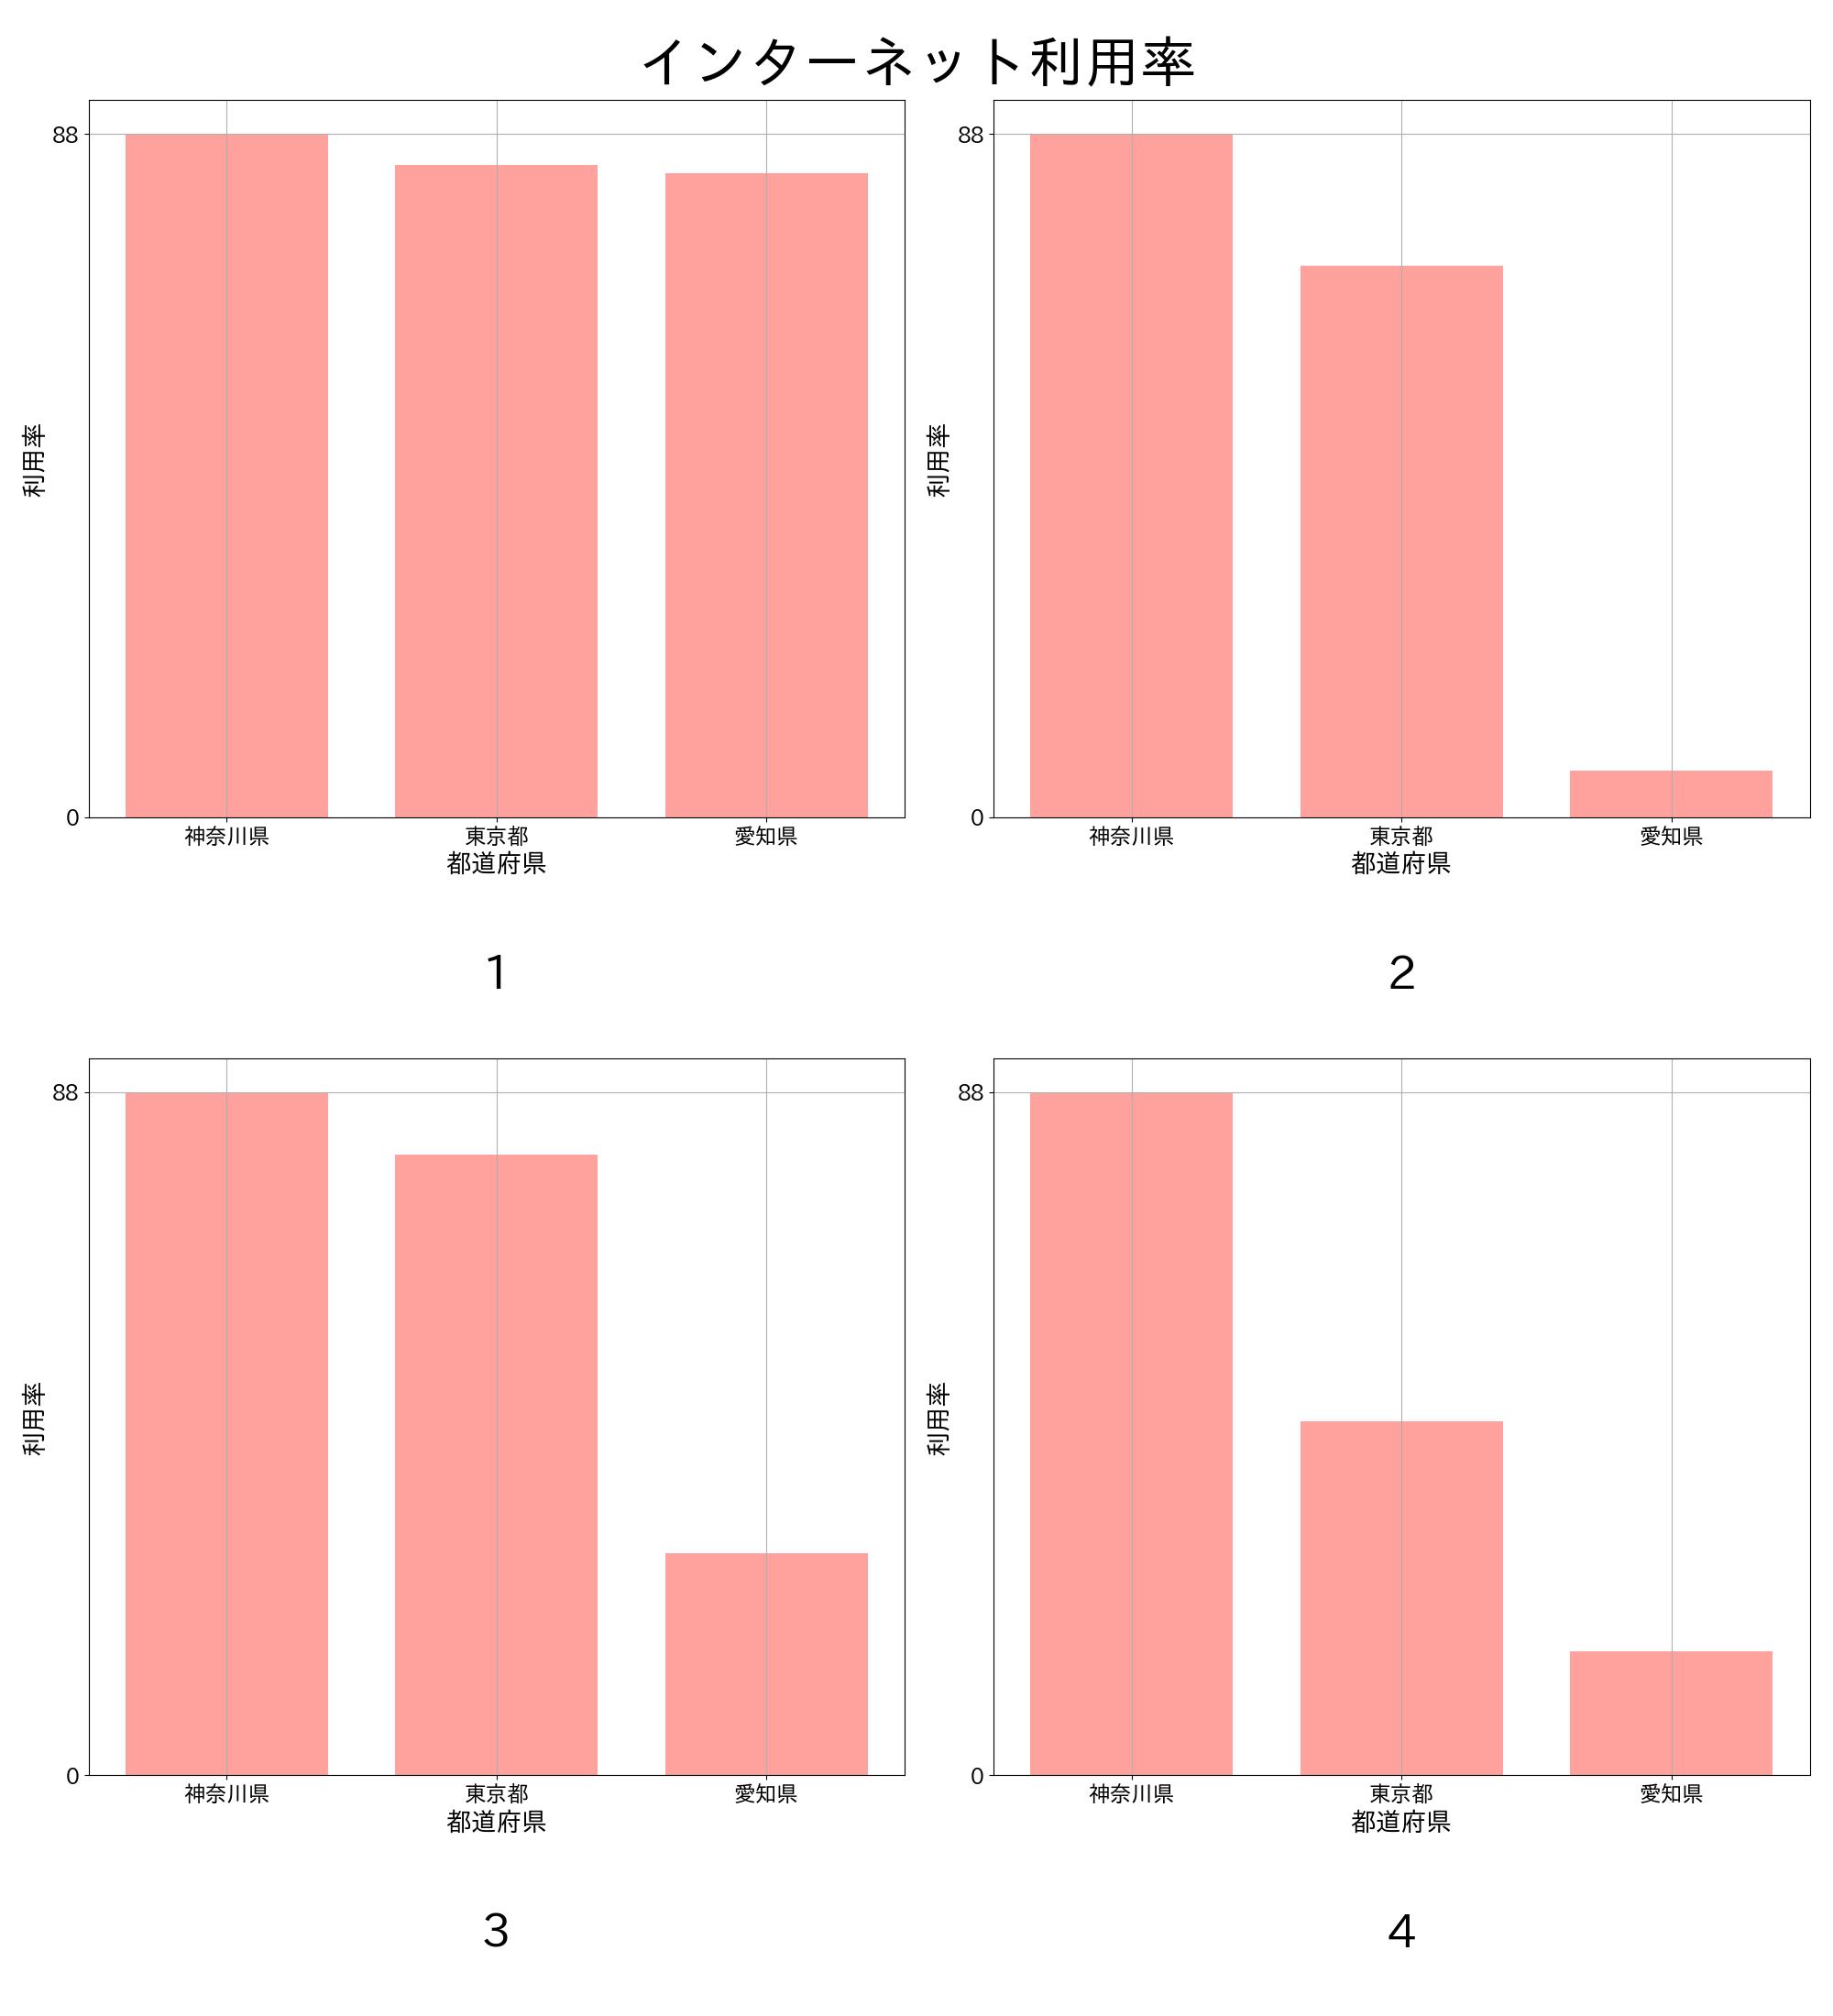 インターネット利用率
88
0
利用率
神奈川県 東京都 愛知県
都道府県
1
88
0
利用率
神奈川県 東京都 愛知県
都道府県
2
88
0
利用率
神奈川県 東京都 愛知県
都道府県
3
88
0
利用率
神奈川県 東京都 愛知県
都道府県
4